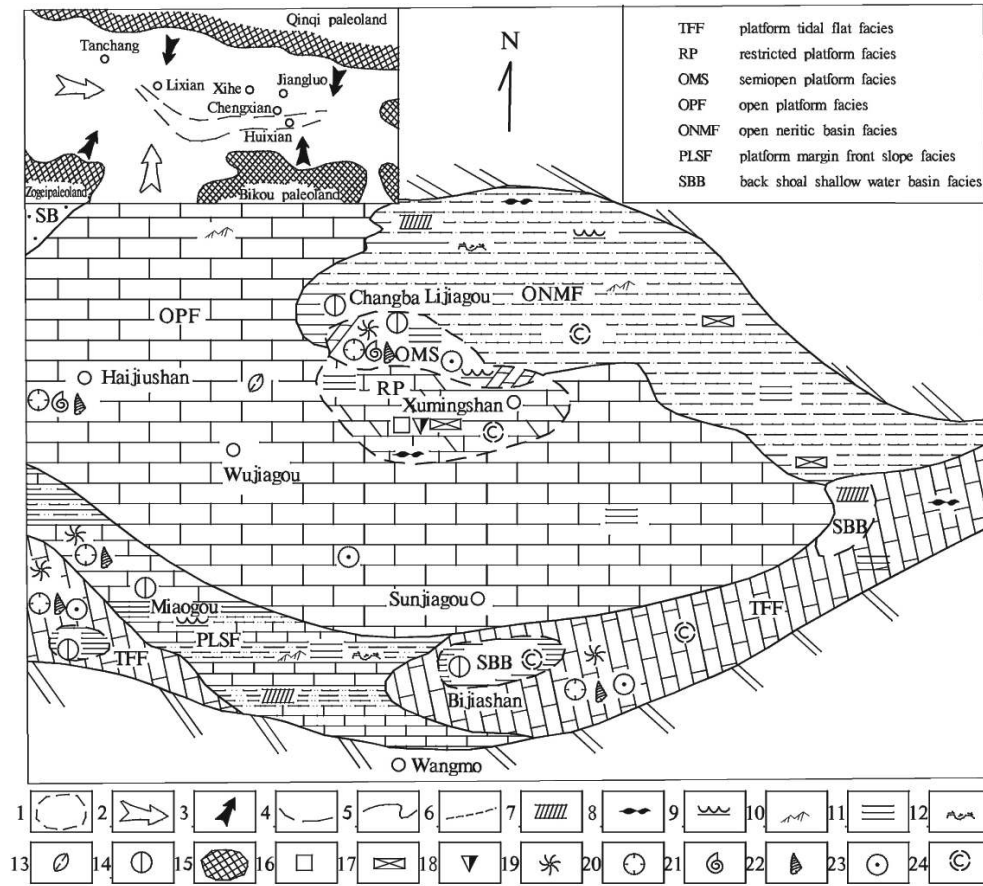 Qinqi paleoland
Tanchang
Lixian
Xihe
Jiangluo
Chengxian
Huixian
Zogeipaleoland
Bikou paleoland
N
TFF platform tidal flat facies
RP restricted platform facies
OMS semiopen platform facies
OPF open platform facies
ONMF open neritic basin facies
PLSF platform margin front slope facies
SBB back shoal shallow water basin facies
SB
OPF
Changba Lijiagou
ONMF
OMS
Haijiushan
RP
Xumingshan
Wujiagou
SBB
Miaogou
Sunjiagou
TFF
PLSF
TFF
SBB
Bijiashan
Wangmo
1 2 3 4 5 6 7 8 9 10 11 12
13 14 15 16 17 18 19 20 21 22 23 24